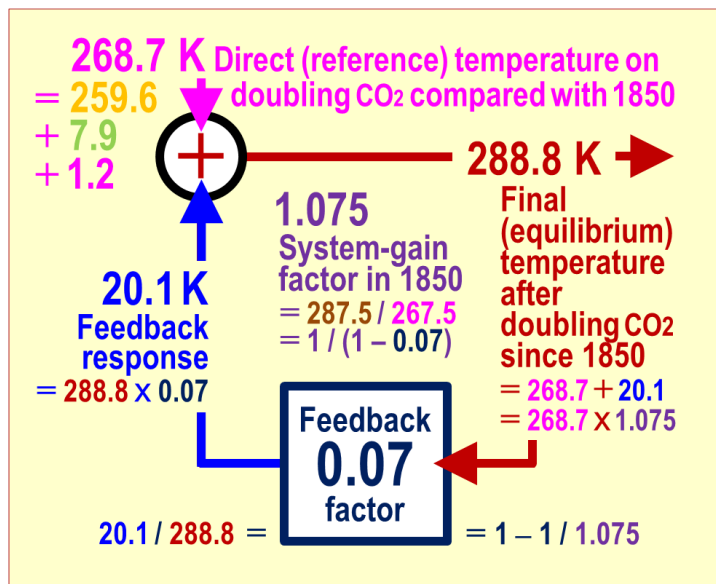 268.7 K Direct (reference) temperature on
doubling CO2 compared with 1850
= 259.6
+ 7.9
+ 1.2
+
288.8 K
Final
(equilibrium)
temperature
after
doubling CO2
since 1850
= 268.7 + 20.1
= 268.7 x 1.075
1.075
System-gain
factor in 1850
= 287.5 / 267.5
= 1 / (1 – 0.07)
20.1 K
Feedback
response
= 288.8 x 0.07
Feedback
0.07
factor
20.1 / 288.8 =
= 1 – 1 / 1.075